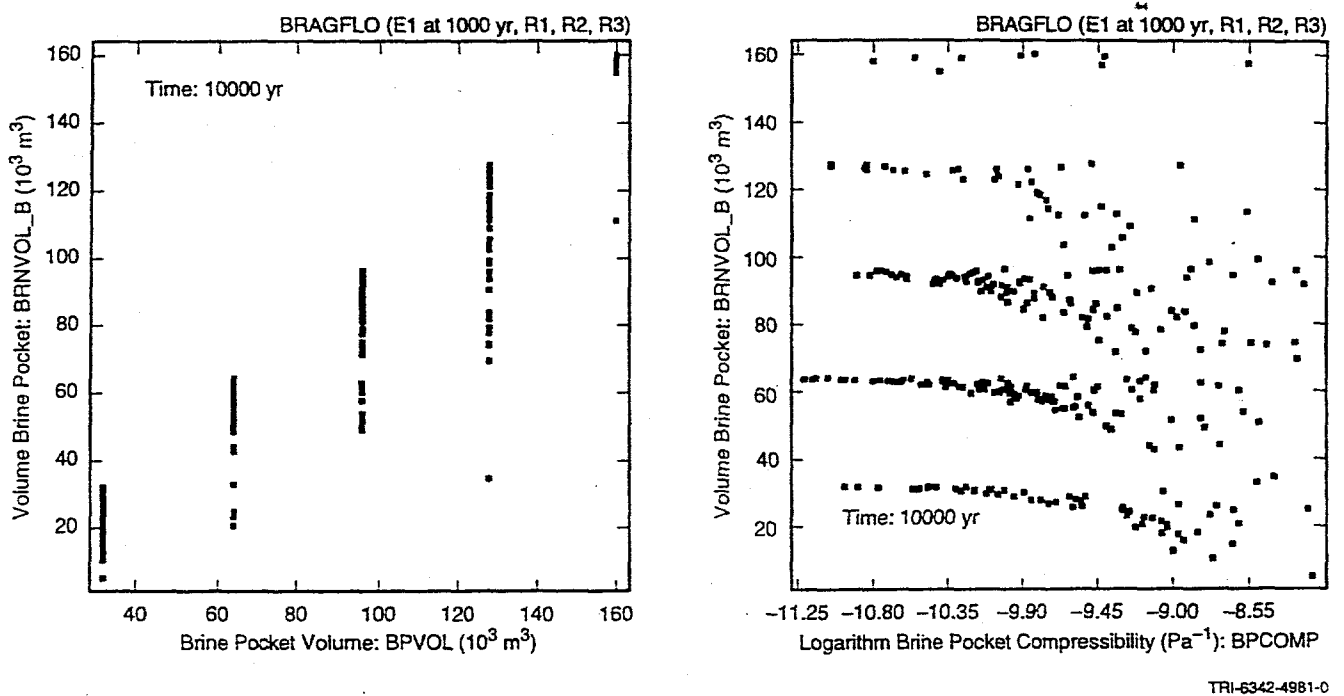 BRAGFLO (E1 at 1000 yr, R1, R2, R3)
160
140
120
100
80
60
40
20
Volume Brine Pocket: BRNVOL_B (10³ m³)
Time: 10000 yr
40 60 80 100 120 140 160
Brine Pocket Volume: BPVOL (10³ m³)
BRAGFLO (E1 at 1000 yr, R1, R2, R3)
160
140
120
100
80
60
40
20
Volume Brine Pocket: BRNVOL_B (10³ m³)
Time: 10000 yr
−11.25 −10.80 −10.35 −9.90 −9.45 −9.00 −8.55
Logarithm Brine Pocket Compressibility (Pa⁻¹): BPCOMP
TRI-6342-4981-0